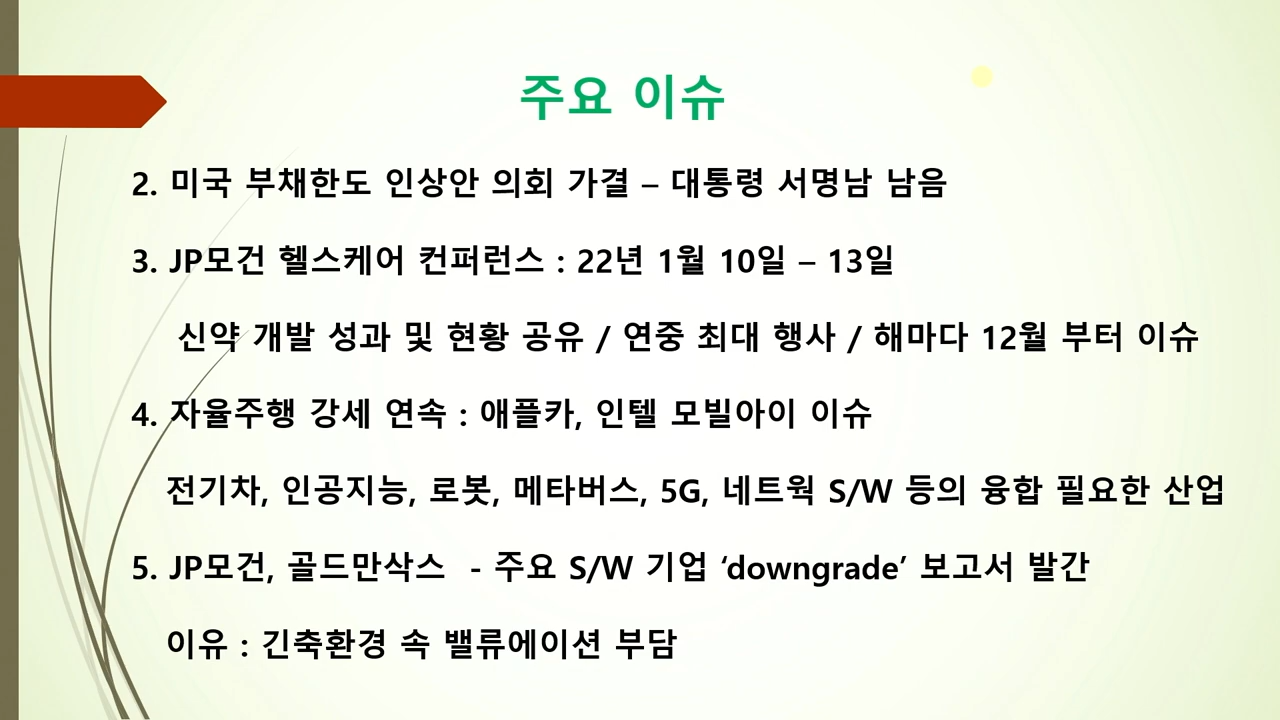 주요 이슈
2. 미국 부채한도 인상안 의회 가결 – 대통령 서명남 남음
3. JP모건 헬스케어 컨퍼런스 : 22년 1월 10일 – 13일
신약 개발 성과 및 현황 공유 / 연중 최대 행사 / 해마다 12월 부터 이슈
4. 자율주행 강세 연속 : 애플카, 인텔 모빌아이 이슈
전기차, 인공지능, 로봇, 메타버스, 5G, 네트웍 S/W 등의 융합 필요한 산업
5. JP모건, 골드만삭스 - 주요 S/W 기업 ‘downgrade’ 보고서 발간
이유 : 긴축환경 속 밸류에이션 부담